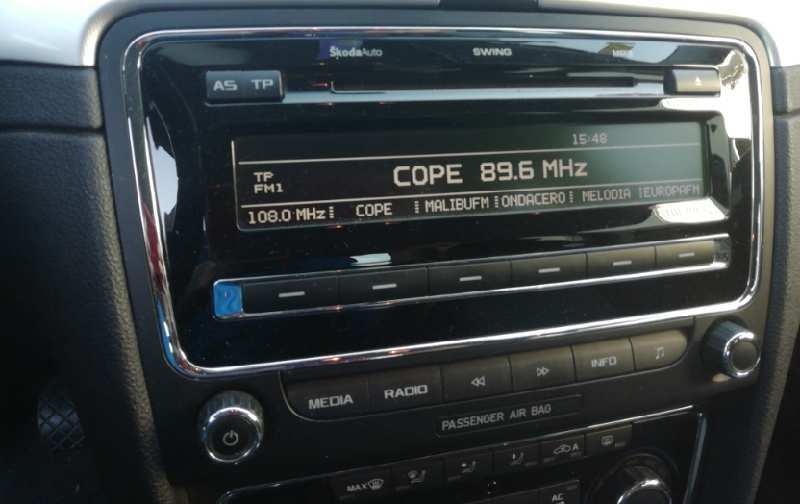 ŠkodaAuto SWING MP3
AS TP
15:48
TP
FM1
COPE 89.6 MHz
108.0 MHz COPE MALIBUFM ONDACERO MELODIA EUROPAFM
MEDIA RADIO INFO
PASSENGER AIR BAG
MAX A
AC